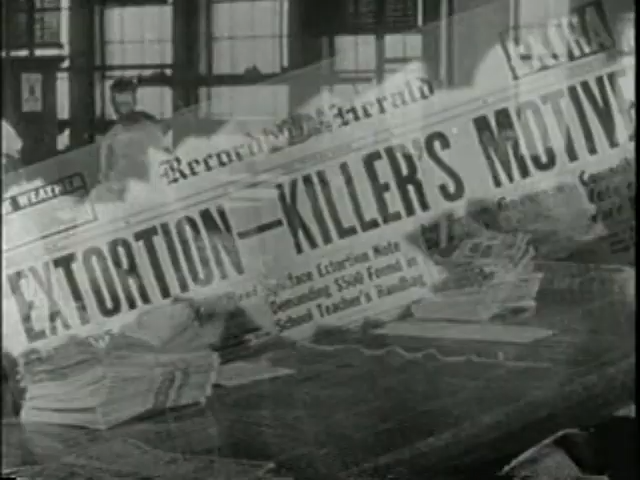 EXTRA
Record Herald
WEATHER
EXTORTION—KILLER'S MOTIVE
Extortion Note
Demanding $500 Found in
School Teacher's Handbag